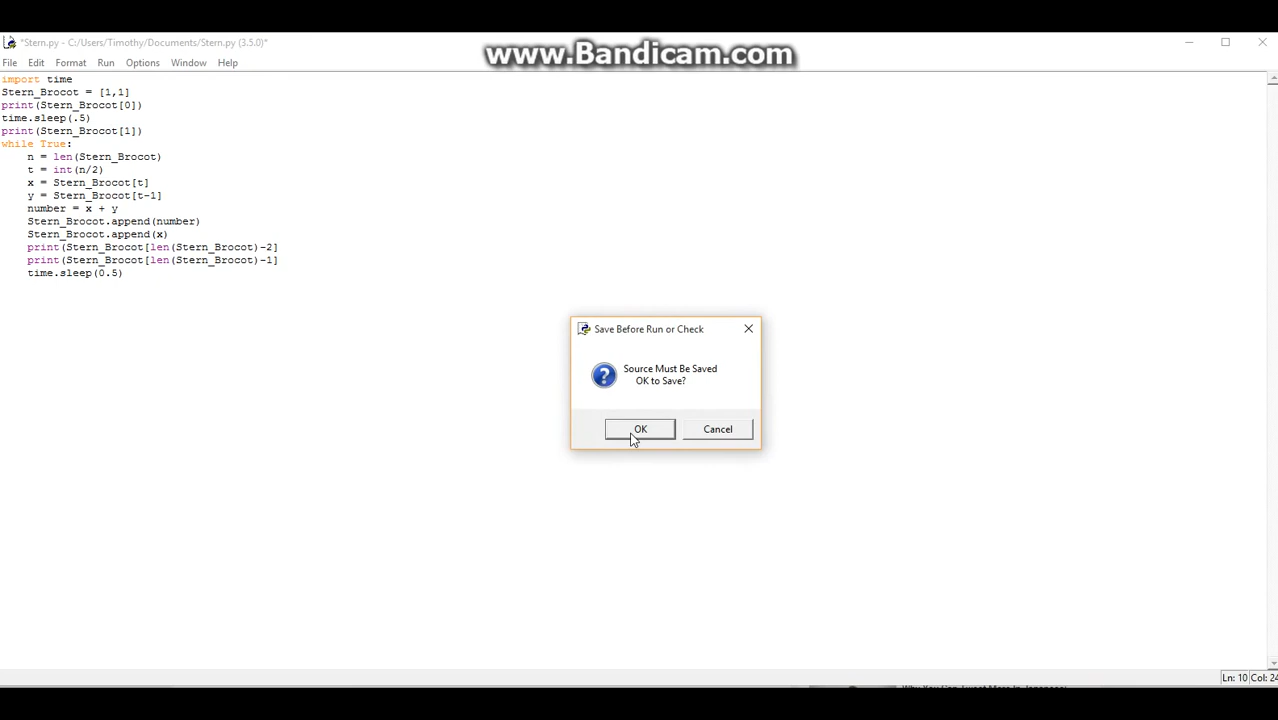 www.Bandicam.com
*Stern.py - C:/Users/Timothy/Documents/Stern.py (3.5.0)*
File Edit Format Run Options Window Help
import time
Stern_Brocot = [1,1]
print(Stern_Brocot[0])
time.sleep(.5)
print(Stern_Brocot[1])
while True:
    n = len(Stern_Brocot)
    t = int(n/2)
    x = Stern_Brocot[t]
    y = Stern_Brocot[t-1]
    number = x + y
    Stern_Brocot.append(number)
    Stern_Brocot.append(x)
    print(Stern_Brocot[len(Stern_Brocot)-2]
    print(Stern_Brocot[len(Stern_Brocot)-1]
    time.sleep(0.5)
Save Before Run or Check
Source Must Be Saved
OK to Save?
OK Cancel
Ln: 10 Col: 24